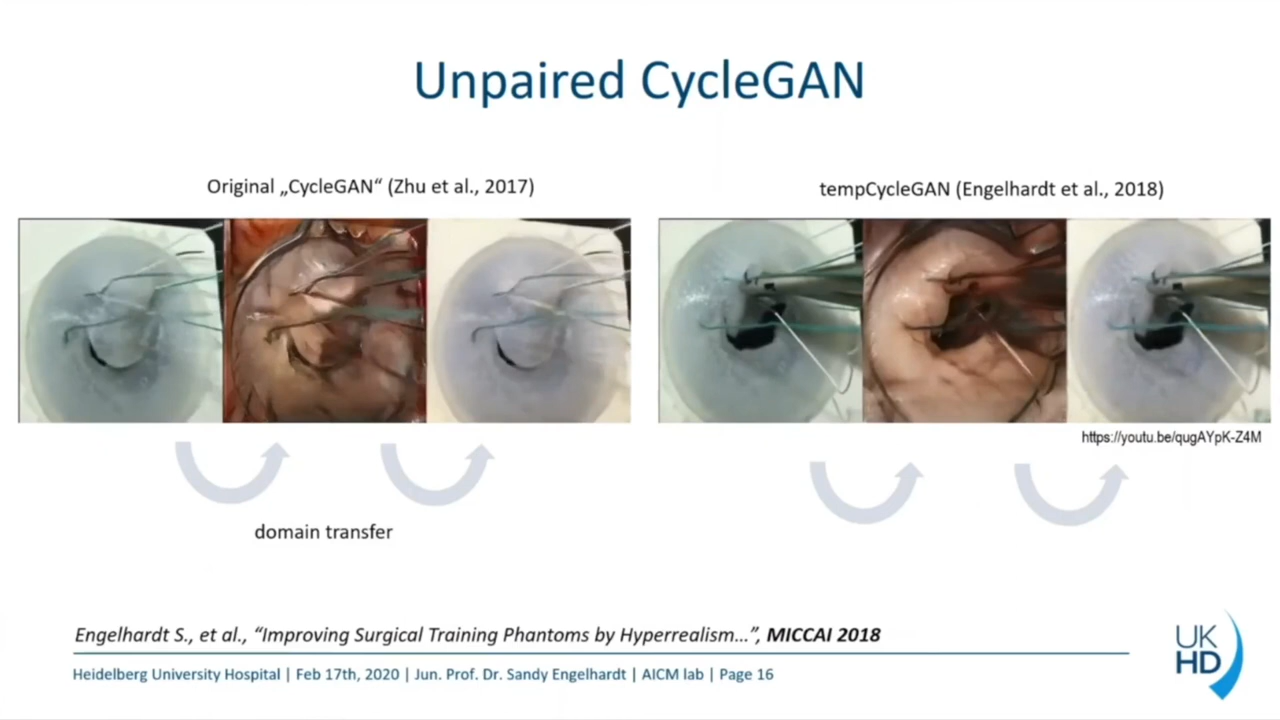 Unpaired CycleGAN
Original „CycleGAN“ (Zhu et al., 2017)
tempCycleGAN (Engelhardt et al., 2018)
https://youtu.be/qugAYpK-Z4M
domain transfer
Engelhardt S., et al., “Improving Surgical Training Phantoms by Hyperrealism...”, MICCAI 2018
Heidelberg University Hospital | Feb 17th, 2020 | Jun. Prof. Dr. Sandy Engelhardt | AICM lab | Page 16
UK
HD